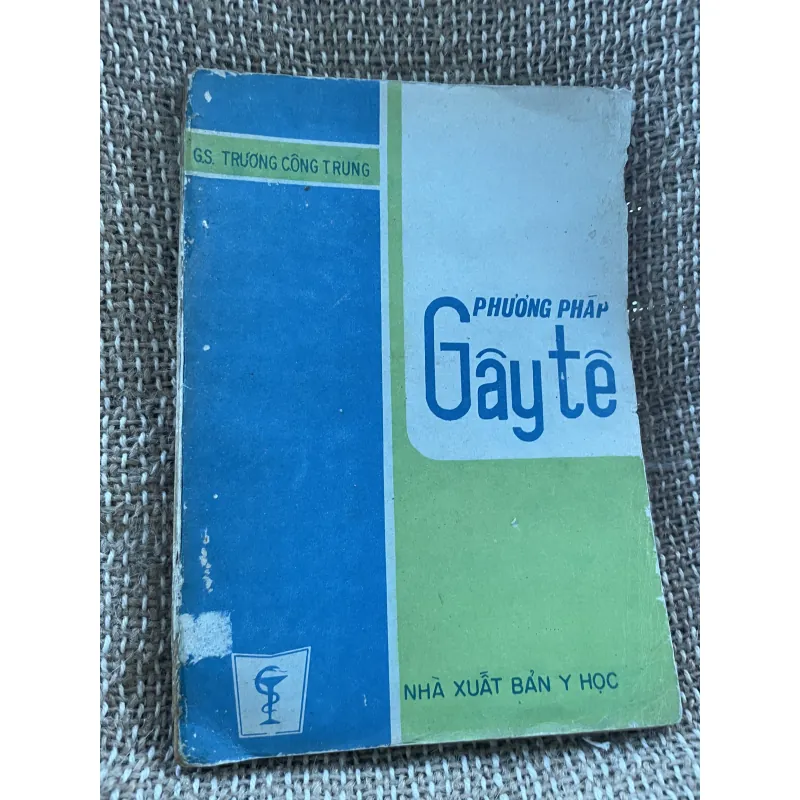 G.S. TRƯƠNG CÔNG TRUNG
PHƯƠNG PHÁP
Gây tê
NHÀ XUẤT BẢN Y HỌC